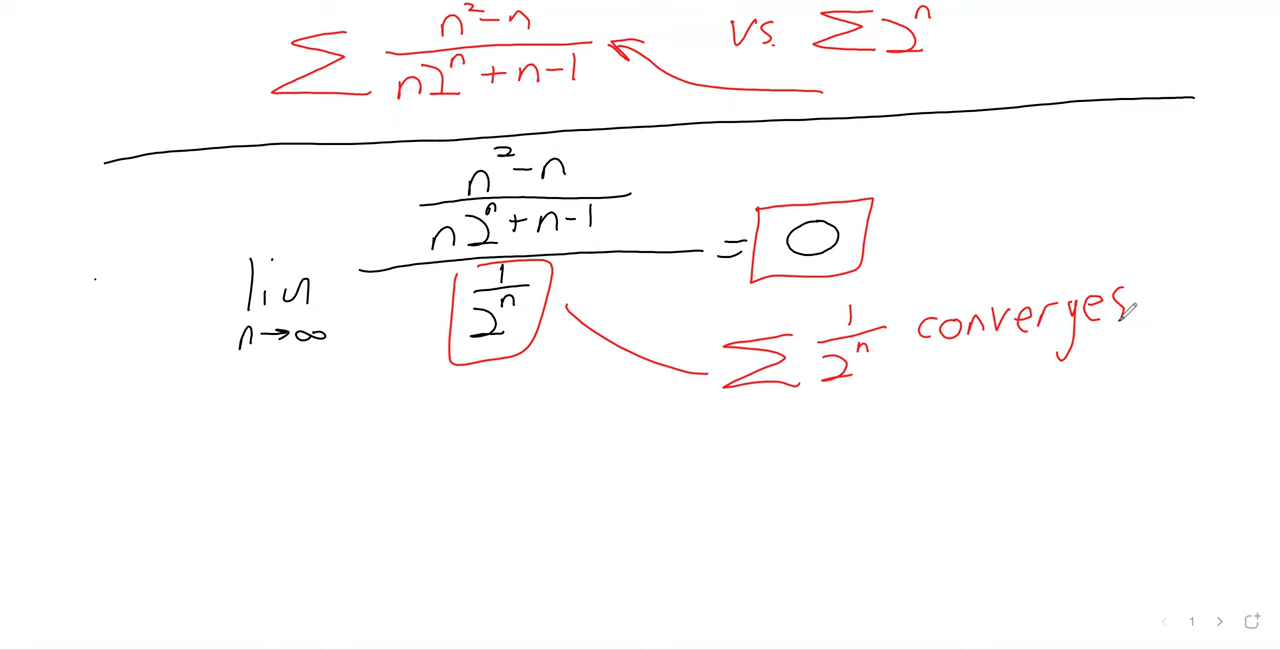 ∑ (n²-n)/(n2ⁿ+n-1) vs. ∑2ⁿ
lim n→∞ ((n²-n)/(n2ⁿ+n-1))/(1/2ⁿ) = 0
∑ 1/2ⁿ converges
1